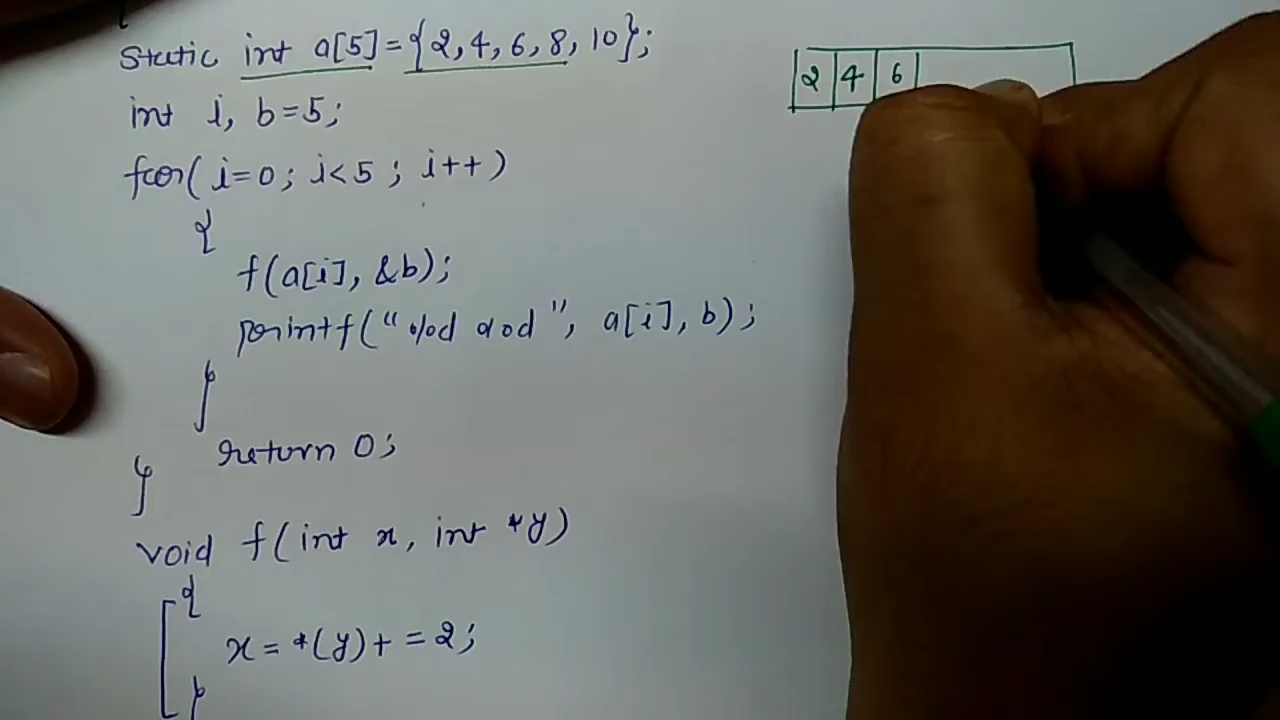 static int a[5]={2,4,6,8,10};
2 4 6
int i, b=5;
for(i=0; i<5; i++)
{
f(a[i], &b);
printf("%d %d", a[i], b);
}
return 0;
}
void f(int x, int *y)
{
x=*(y)+=2;
}